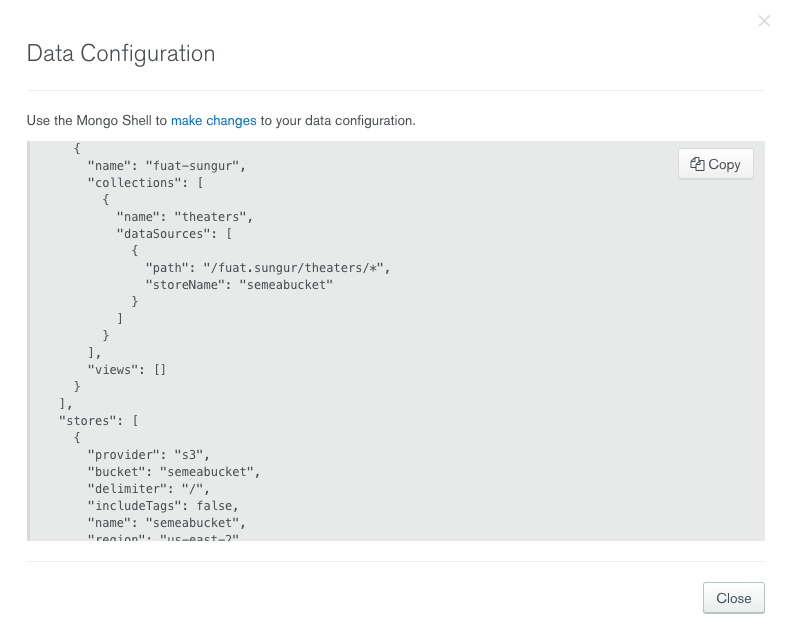 Data Configuration
Use the Mongo Shell to make changes to your data configuration.
{
"name": "fuat-sungur",
"collections": [
{
"name": "theaters",
"dataSources": [
{
"path": "/fuat.sungur/theaters/*",
"storeName": "semeabucket"
}
]
}
],
"views": []
}
],
"stores": [
{
"provider": "s3",
"bucket": "semeabucket",
"delimiter": "/",
"includeTags": false,
"name": "semeabucket",
"region": "us-east-2"
Copy
Close